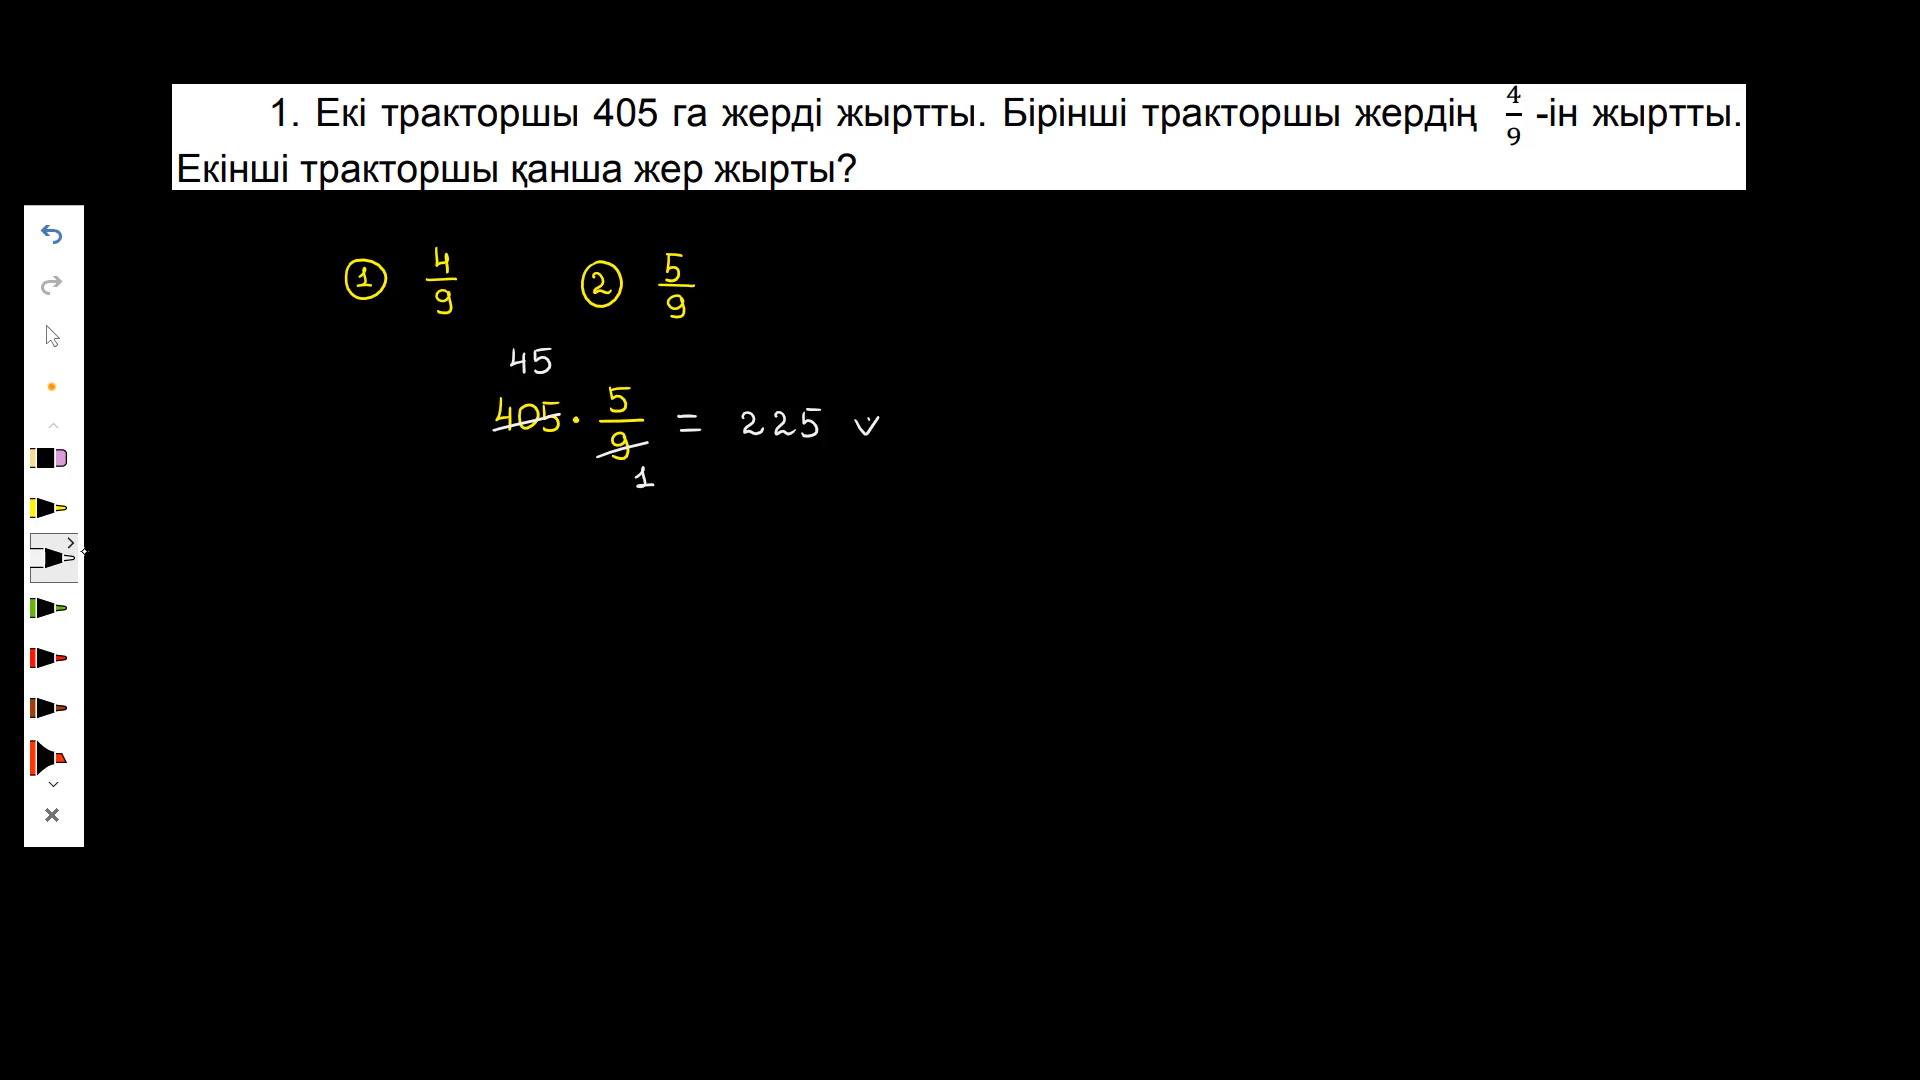 1. Екі тракторшы 405 га жерді жыртты. Бірінші тракторшы жердің 4/9 -ін жыртты.
Екінші тракторшы қанша жер жырты?
① 4/9 ② 5/9
45
405 · 5/9 = 225 v
1